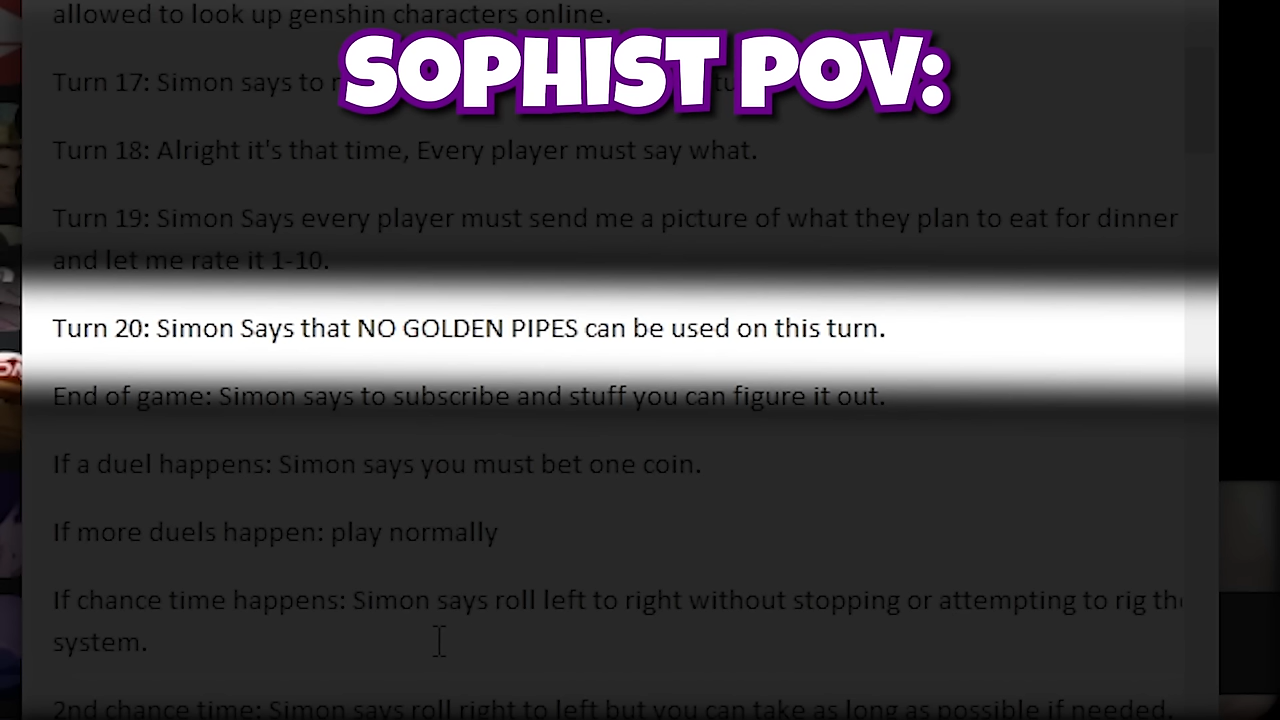 allowed to look up genshin characters online.
SOPHIST POV:
Turn 17: Simon says to
Turn 18: Alright it's that time, Every player must say what.
Turn 19: Simon Says every player must send me a picture of what they plan to eat for dinner
and let me rate it 1-10.
Turn 20: Simon Says that NO GOLDEN PIPES can be used on this turn.
End of game: Simon says to subscribe and stuff you can figure it out.
If a duel happens: Simon says you must bet one coin.
If more duels happen: play normally
If chance time happens: Simon says roll left to right without stopping or attempting to rig the
system.
2nd chance time: Simon says roll right to left but you can take as long as possible if needed.